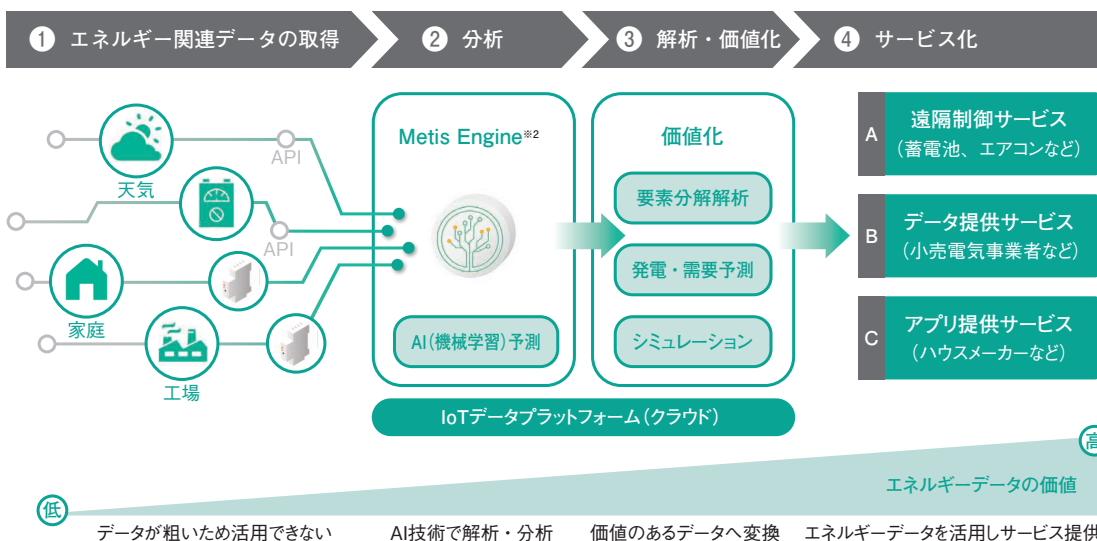 1 エネルギー関連データの取得
2 分析
3 解析・価値化
4 サービス化
天気
API
API
家庭
工場
Metis Engine※2
AI(機械学習)予測
価値化
要素分解解析
発電・需要予測
シミュレーション
IoTデータプラットフォーム(クラウド)
A
遠隔制御サービス
(蓄電池、エアコンなど)
B
データ提供サービス
(小売電気事業者など)
C
アプリ提供サービス
(ハウスメーカーなど)
低
高
エネルギーデータの価値
データが粗いため活用できない
AI技術で解析・分析
価値のあるデータへ変換
エネルギーデータを活用しサービス提供